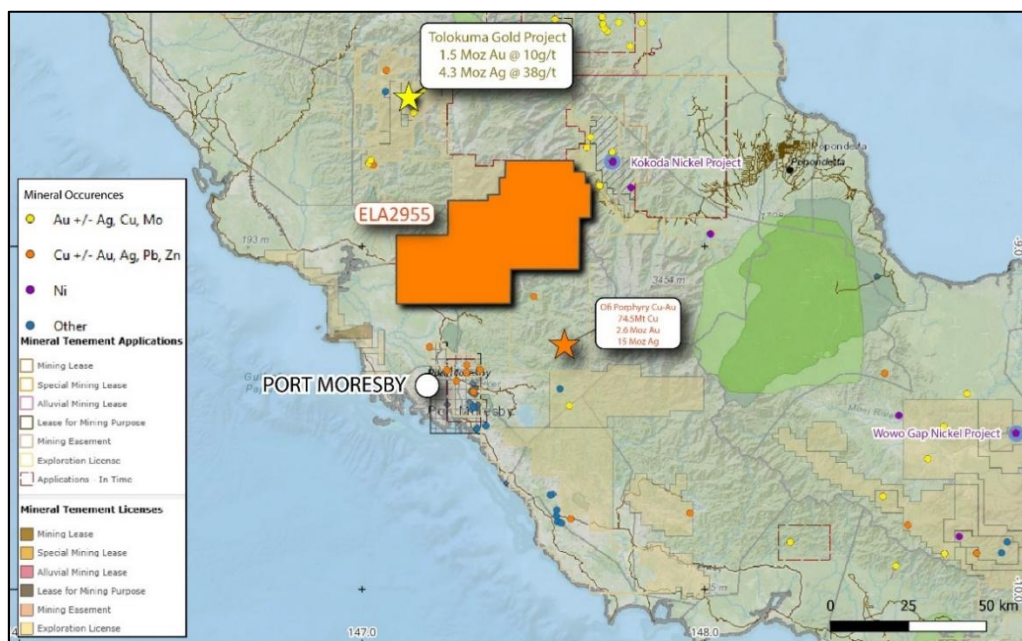 Tolokuma Gold Project
1.5 Moz Au @ 10g/t
4.3 Moz Ag @ 38g/t
Kokoda Nickel Project
Popondetta
Popondetta
ELA2955
193 m
3454 m
-9.0
O6 Porphyry Cu-Au
74.5Mt Cu
2.6 Moz Au
15 Moz Ag
PORT MORESBY
Port Moresby
Wowo Gap Nickel Project
Mineral Occurences
Au +/- Ag, Cu, Mo
Cu +/- Au, Ag, Pb, Zn
Ni
Other
Mineral Tenement Applications
Mining Lease
Special Mining Lease
Alluvial Mining Lease
Lease for Mining Purpose
Mining Easement
Exploration License
Applications - In Time
Mineral Tenement Licenses
Mining Lease
Special Mining Lease
Alluvial Mining Lease
Lease for Mining Purpose
Mining Easement
Exploration License
-10.0
147.0
148.0
0 25 50 km